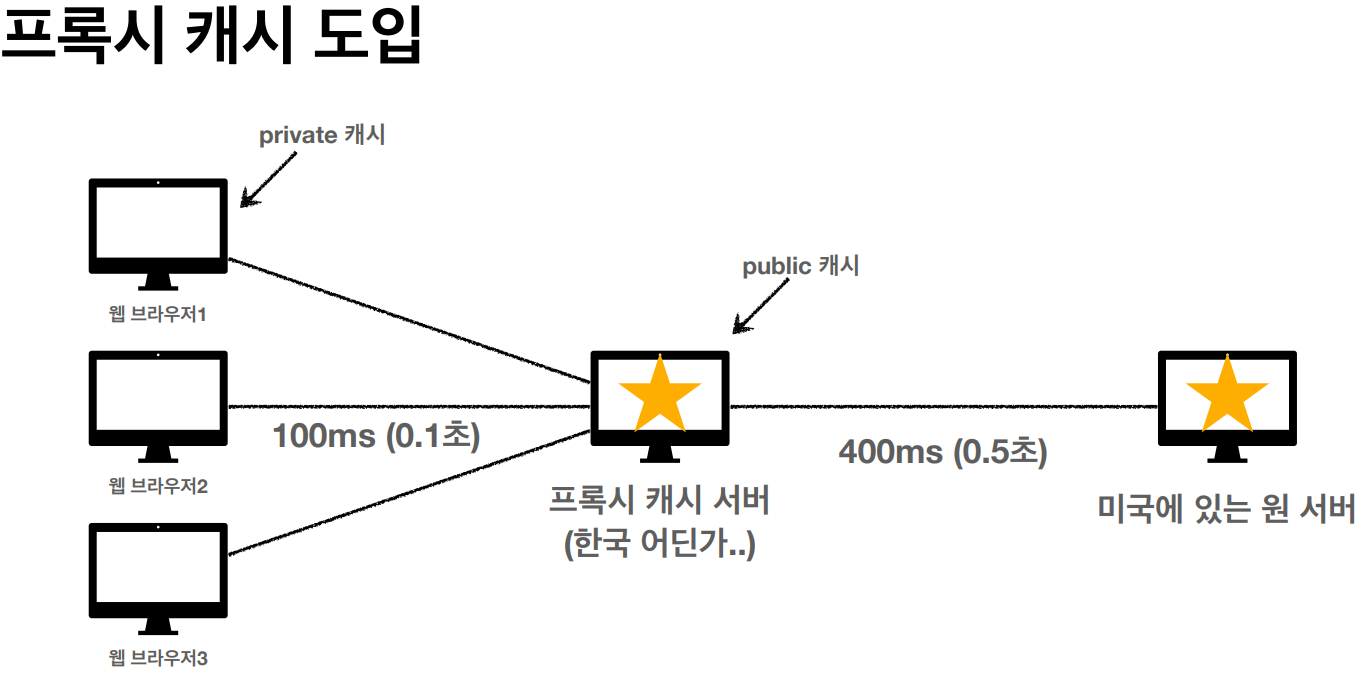 프록시 캐시 도입
private 캐시
public 캐시
웹 브라우저1
웹 브라우저2
100ms (0.1초)
400ms (0.5초)
프록시 캐시 서버
(한국 어딘가..)
미국에 있는 원 서버
웹 브라우저3